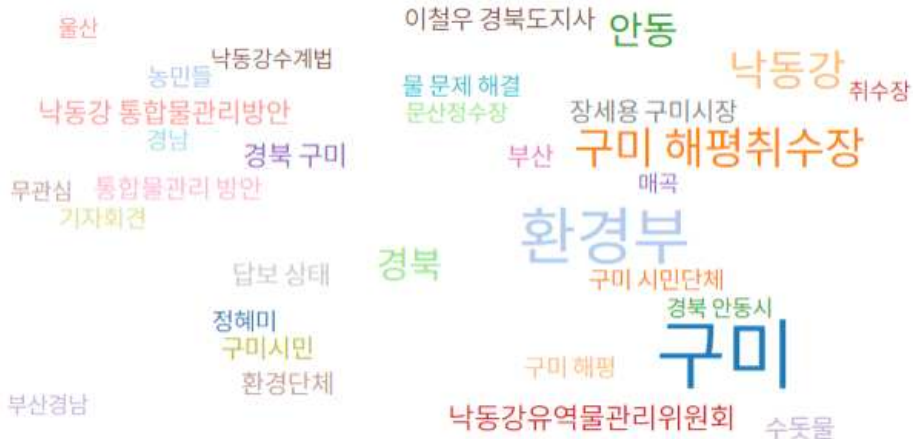 이철우 경북도지사
울산
안동
낙동강수계법
낙동강
농민들
물 문제 해결
취수장
낙동강 통합물관리방안
문산정수장
장세용 구미시장
경남
경북 구미
부산
구미 해평취수장
무관심
통합물관리 방안
매곡
기자회견
환경부
답보 상태
경북
구미 시민단체
정혜미
경북 안동시
구미시민
구미
환경단체
구미 해평
부산경남
낙동강유역물관리위원회
수돗물